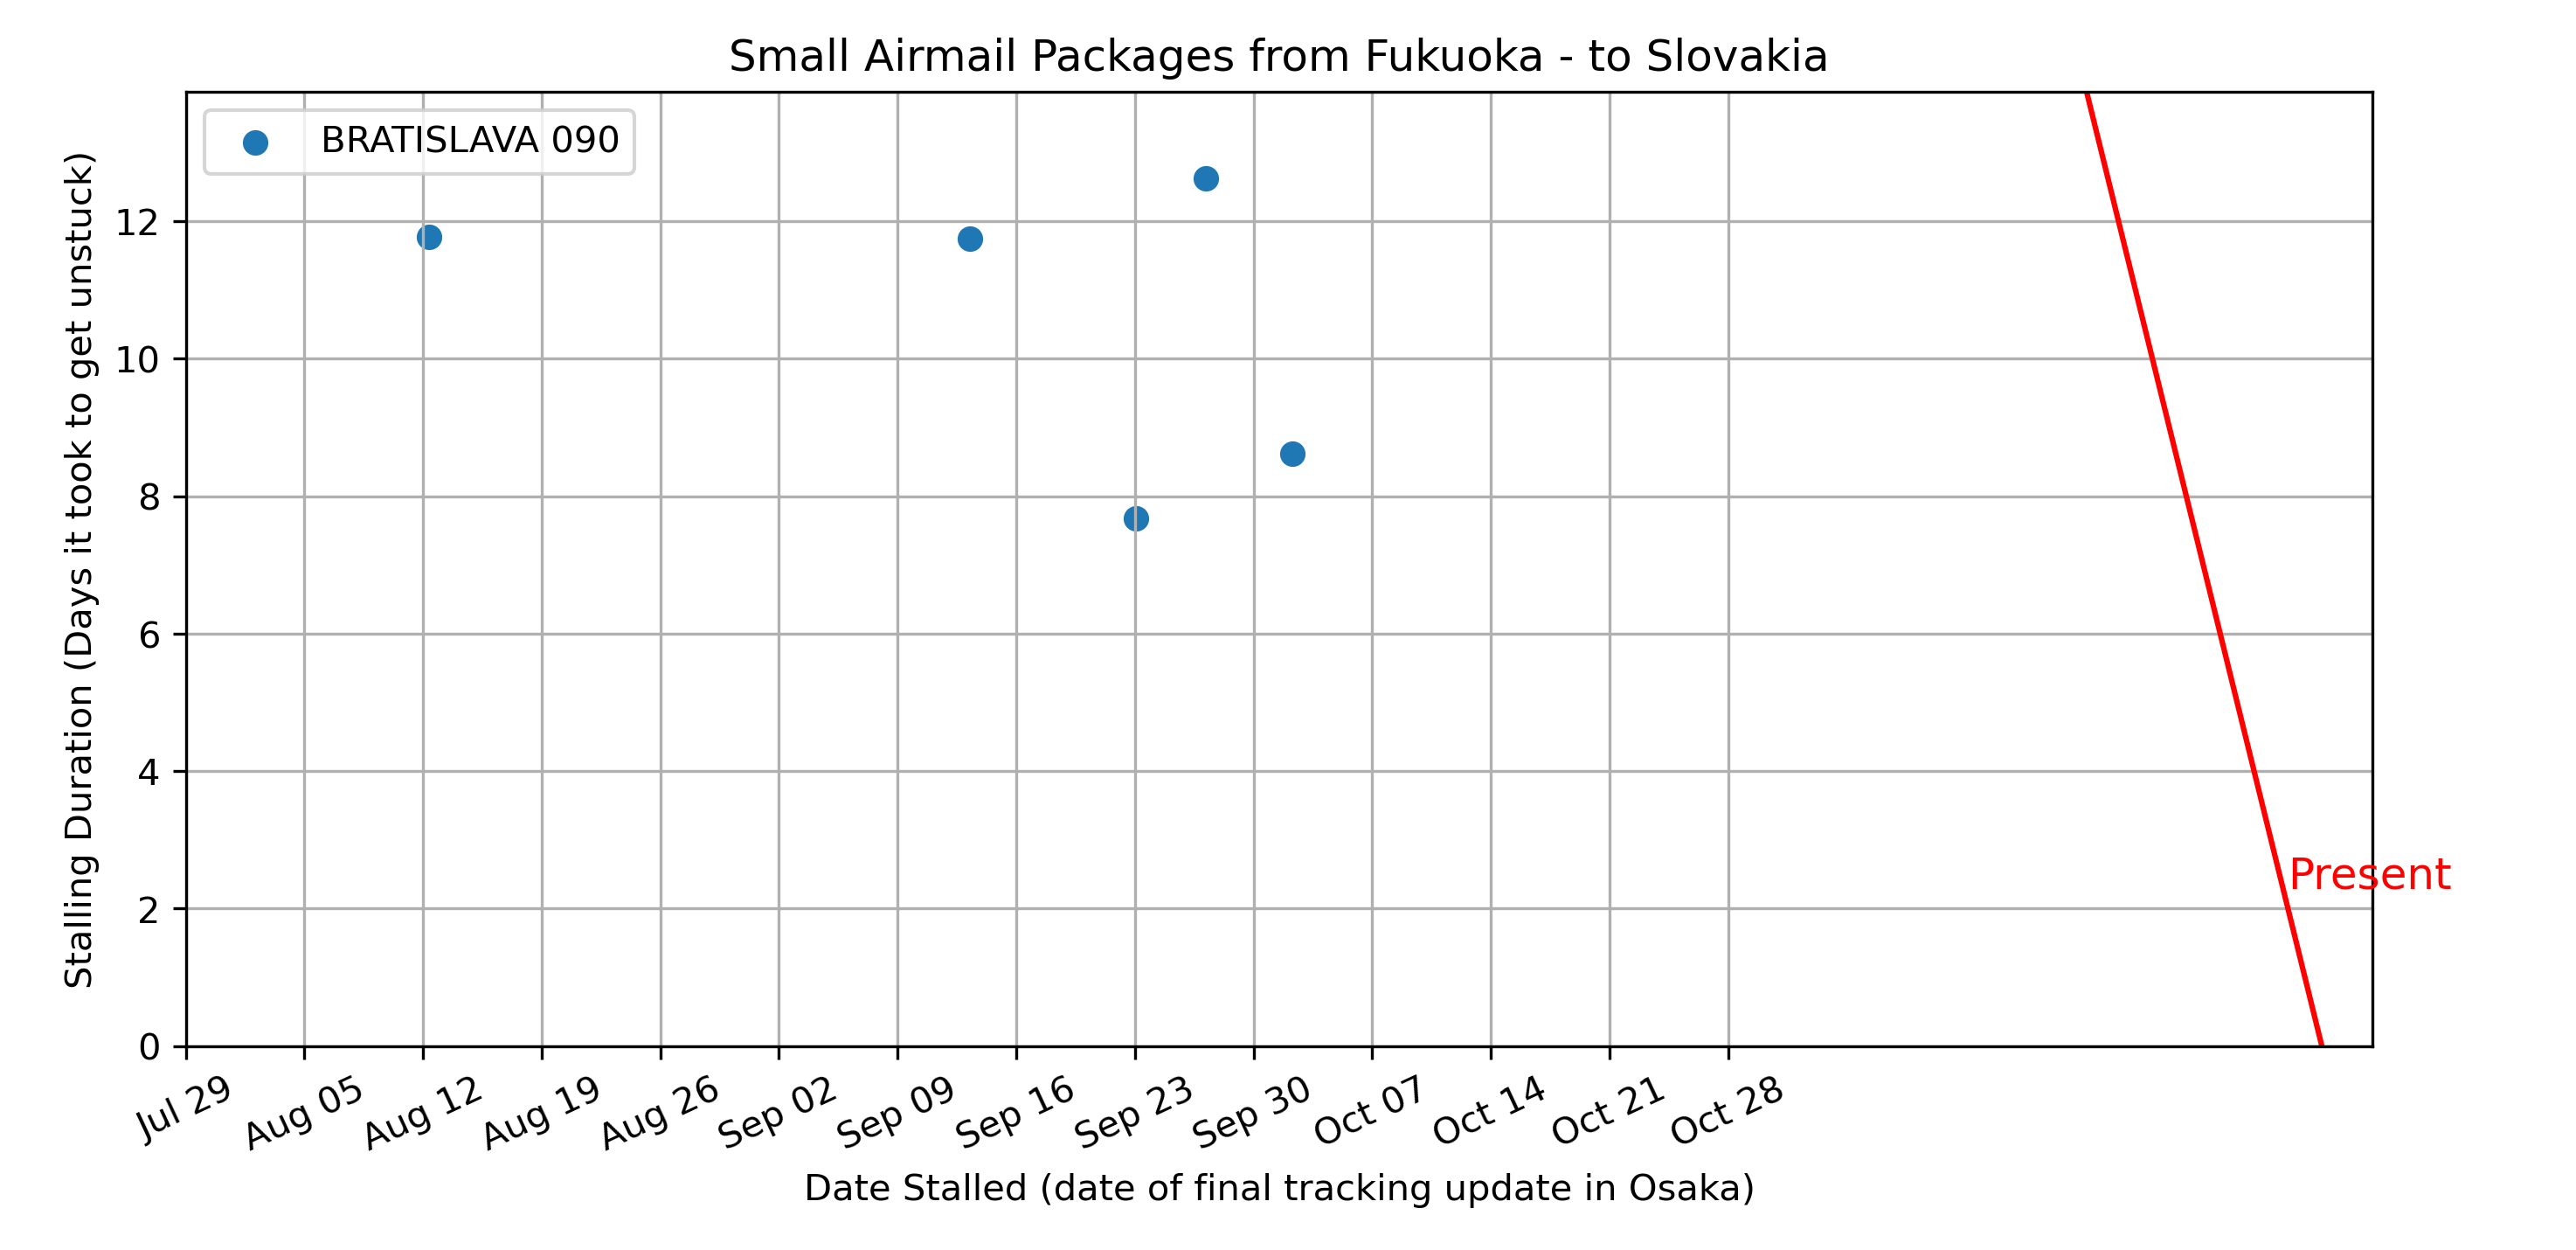 Small Airmail Packages from Fukuoka - to Slovakia
BRATISLAVA 090
Stalling Duration (Days it took to get unstuck)
12
10
8
6
4
2
0
Present
Jul 29
Aug 05
Aug 12
Aug 19
Aug 26
Sep 02
Sep 09
Sep 16
Sep 23
Sep 30
Oct 07
Oct 14
Oct 21
Oct 28
Date Stalled (date of final tracking update in Osaka)